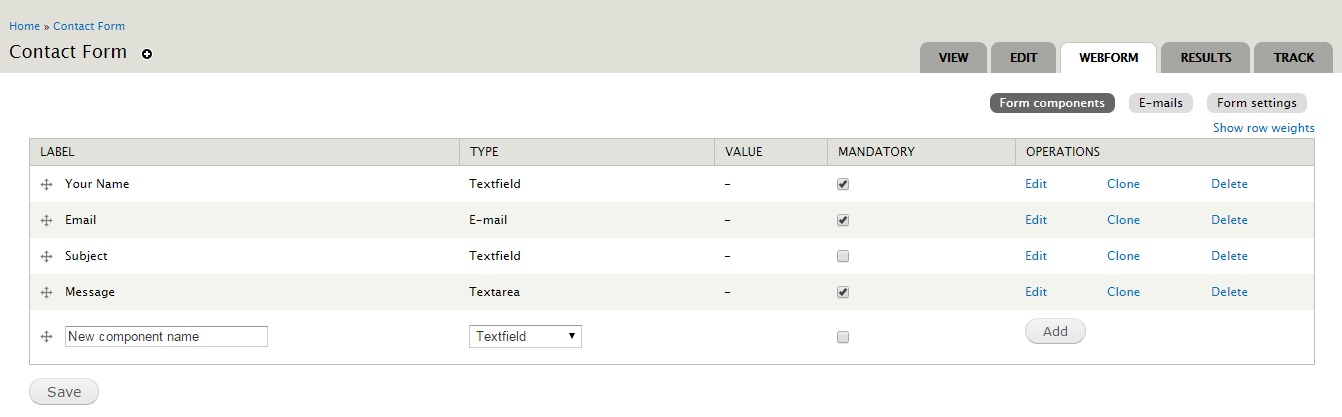 Home » Contact Form
Contact Form
VIEW EDIT WEBFORM RESULTS TRACK
Form components E-mails Form settings
Show row weights
LABEL TYPE VALUE MANDATORY OPERATIONS
Your Name Textfield – Edit Clone Delete
Email E-mail – Edit Clone Delete
Subject Textfield – Edit Clone Delete
Message Textarea – Edit Clone Delete
New component name Textfield Add
Save